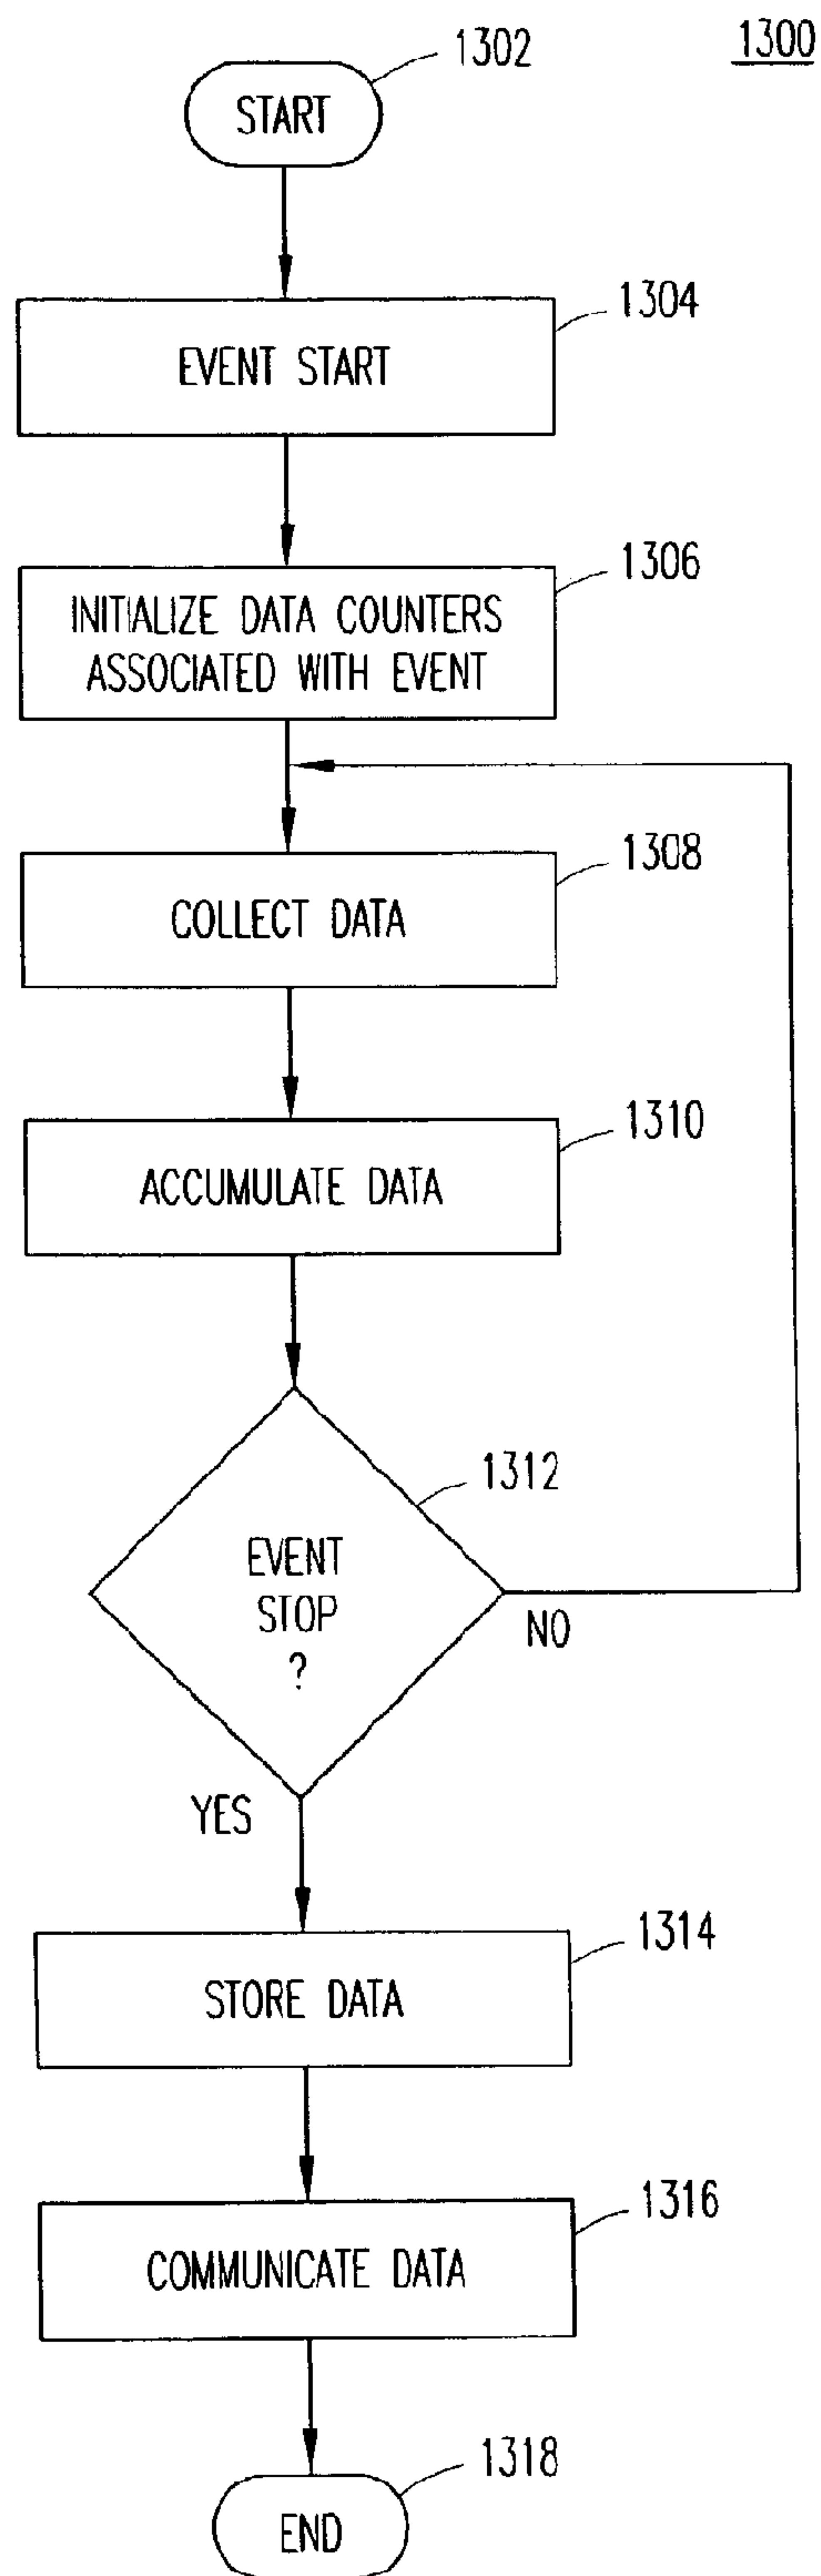 1300
1302
START
1304
EVENT START
1306
INITIALIZE DATA COUNTERS
ASSOCIATED WITH EVENT
1308
COLLECT DATA
1310
ACCUMULATE DATA
1312
EVENT
STOP
?
NO
YES
1314
STORE DATA
1316
COMMUNICATE DATA
1318
END